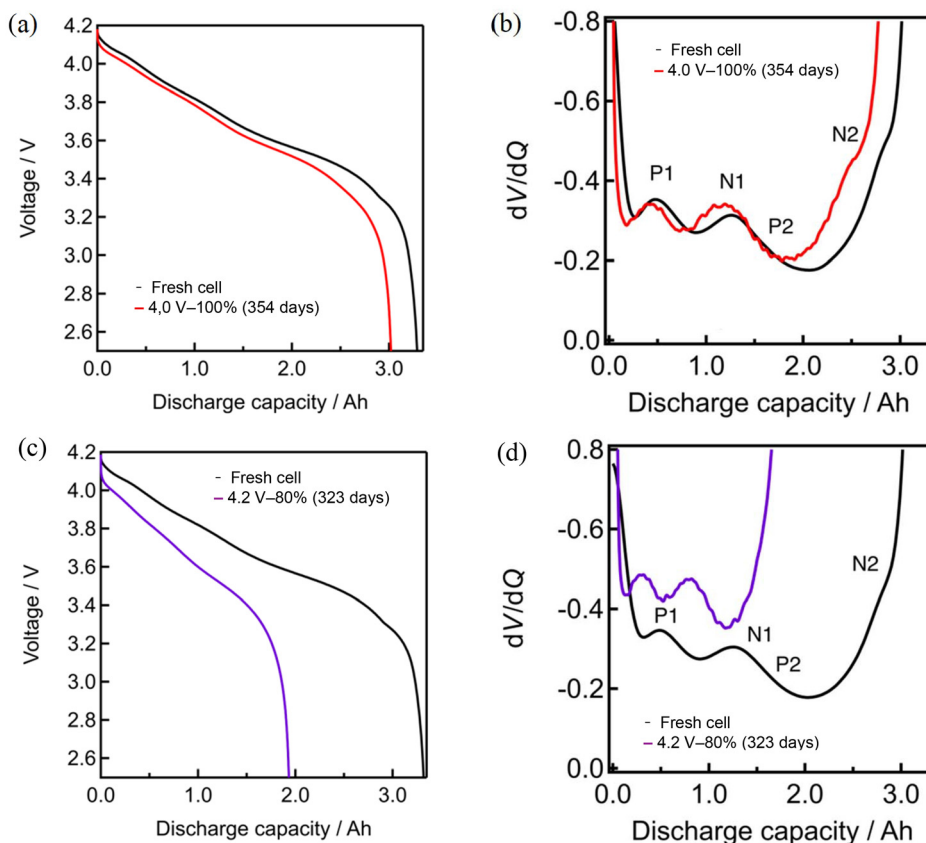 (a)
4.2
4.0
3.8
3.6
3.4
3.2
3.0
2.8
2.6
Voltage / V
- Fresh cell
4,0 V–100% (354 days)
0.0
1.0
2.0
3.0
Discharge capacity / Ah
(b)
-0.8
-0.6
-0.4
-0.2
0.0
dV/dQ
- Fresh cell
4.0 V–100% (354 days)
P1
N1
P2
N2
0.0
1.0
2.0
3.0
Discharge capacity / Ah
(c)
4.2
4.0
3.8
3.6
3.4
3.2
3.0
2.8
2.6
Voltage / V
- Fresh cell
4.2 V–80% (323 days)
0.0
1.0
2.0
3.0
Discharge capacity / Ah
(d)
0.8
-0.6
-0.4
-0.2
0.0
dV/dQ
P1
N1
P2
N2
- Fresh cell
4.2 V–80% (323 days)
0.0
1.0
2.0
3.0
Discharge capacity / Ah